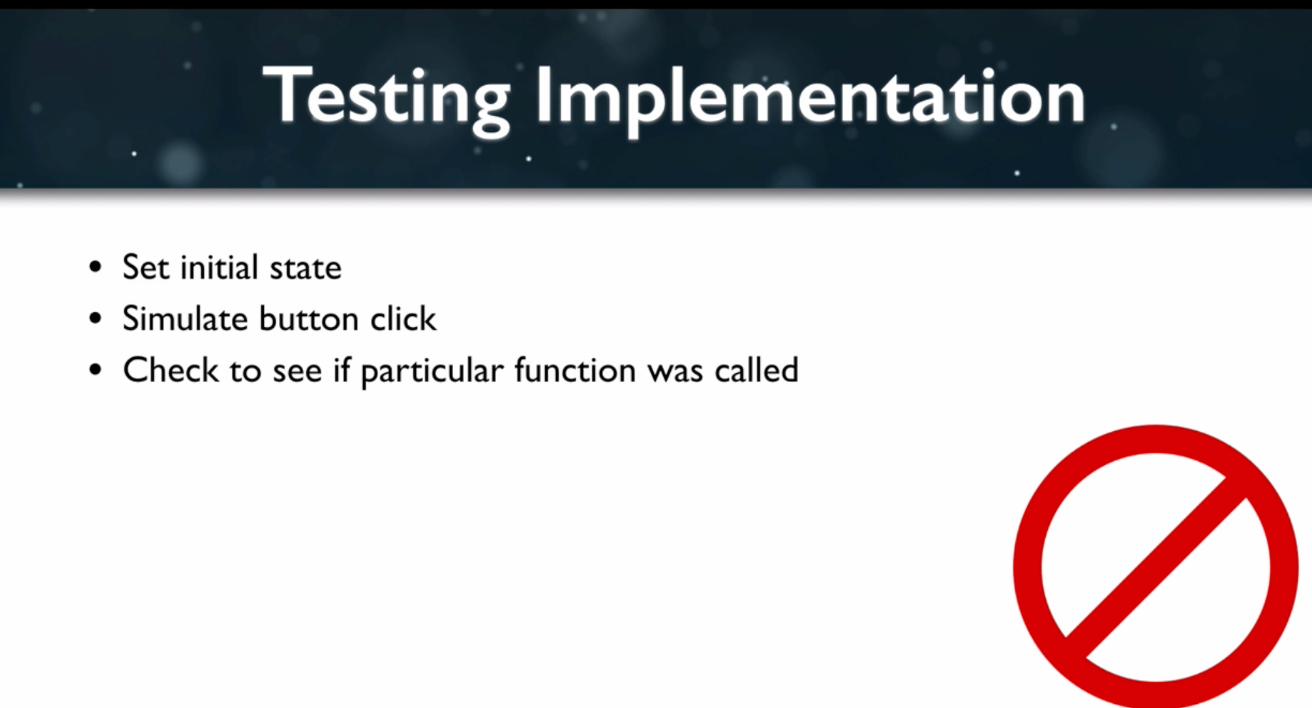 Testing Implementation
• Set initial state
• Simulate button click
• Check to see if particular function was called